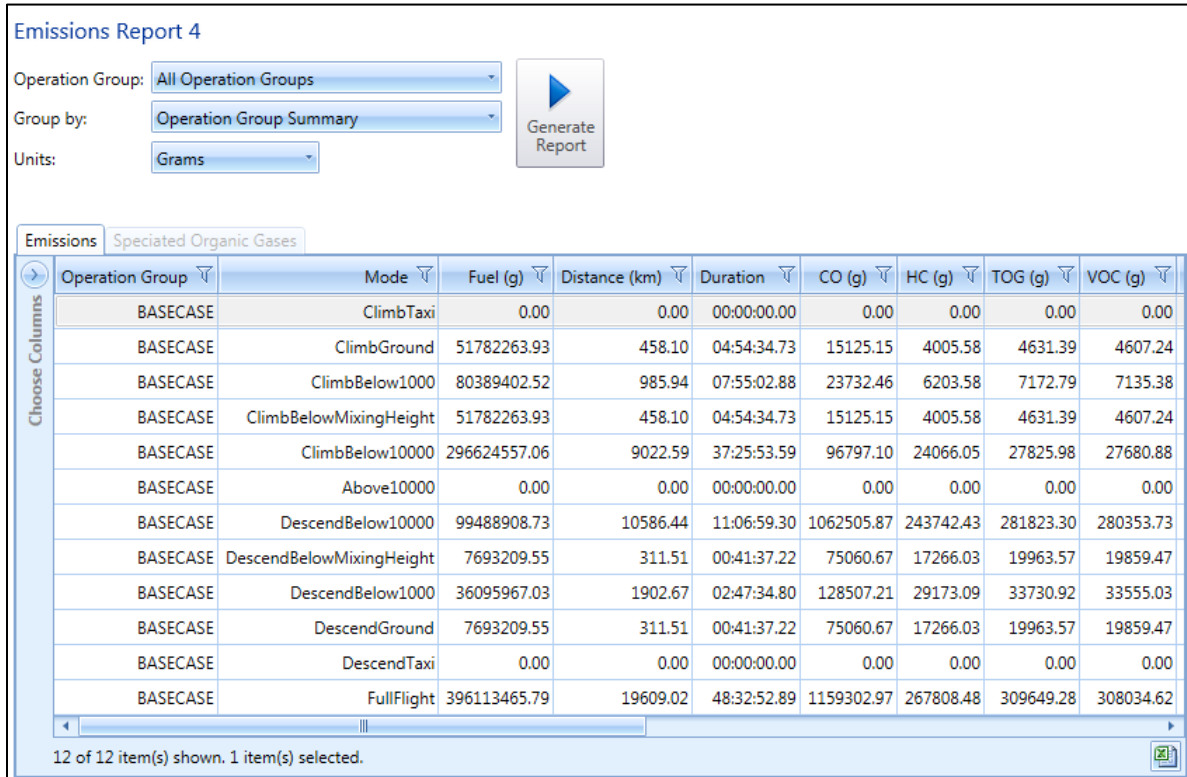 Emissions Report 4
Operation Group: All Operation Groups
Group by: Operation Group Summary
Units: Grams
Generate
Report
Emissions Speciated Organic Gases
Choose Columns
Operation Group Mode Fuel (g) Distance (km) Duration CO (g) HC (g) TOG (g) VOC (g)
BASECASE ClimbTaxi 0.00 0.00 00:00:00.00 0.00 0.00 0.00 0.00
BASECASE ClimbGround 51782263.93 458.10 04:54:34.73 15125.15 4005.58 4631.39 4607.24
BASECASE ClimbBelow1000 80389402.52 985.94 07:55:02.88 23732.46 6203.58 7172.79 7135.38
BASECASE ClimbBelowMixingHeight 51782263.93 458.10 04:54:34.73 15125.15 4005.58 4631.39 4607.24
BASECASE ClimbBelow10000 296624557.06 9022.59 37:25:53.59 96797.10 24066.05 27825.98 27680.88
BASECASE Above10000 0.00 0.00 00:00:00.00 0.00 0.00 0.00 0.00
BASECASE DescendBelow10000 99488908.73 10586.44 11:06:59.30 1062505.87 243742.43 281823.30 280353.73
BASECASE DescendBelowMixingHeight 7693209.55 311.51 00:41:37.22 75060.67 17266.03 19963.57 19859.47
BASECASE DescendBelow1000 36095967.03 1902.67 02:47:34.80 128507.21 29173.09 33730.92 33555.03
BASECASE DescendGround 7693209.55 311.51 00:41:37.22 75060.67 17266.03 19963.57 19859.47
BASECASE DescendTaxi 0.00 0.00 00:00:00.00 0.00 0.00 0.00 0.00
BASECASE FullFlight 396113465.79 19609.02 48:32:52.89 1159302.97 267808.48 309649.28 308034.62
12 of 12 item(s) shown. 1 item(s) selected.